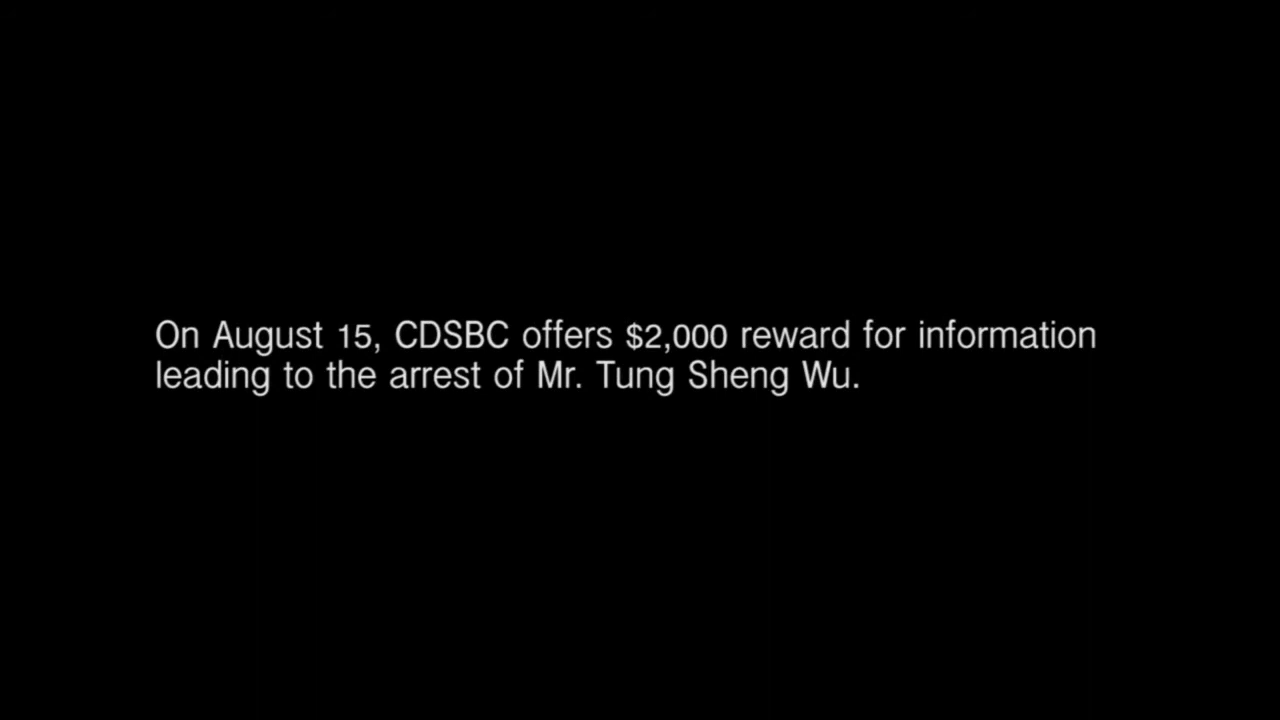 On August 15, CDSBC offers $2,000 reward for information
leading to the arrest of Mr. Tung Sheng Wu.